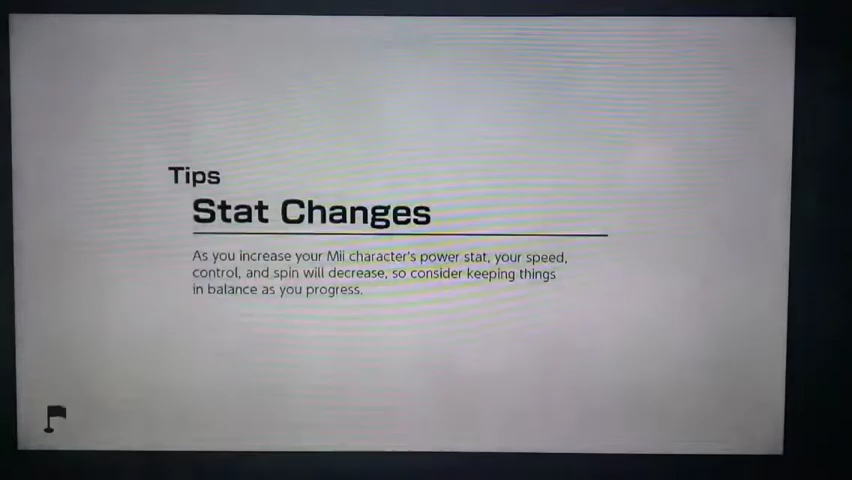 Tips
Stat Changes
As you increase your Mii character's power stat, your speed,
control, and spin will decrease, so consider keeping things
in balance as you progress.